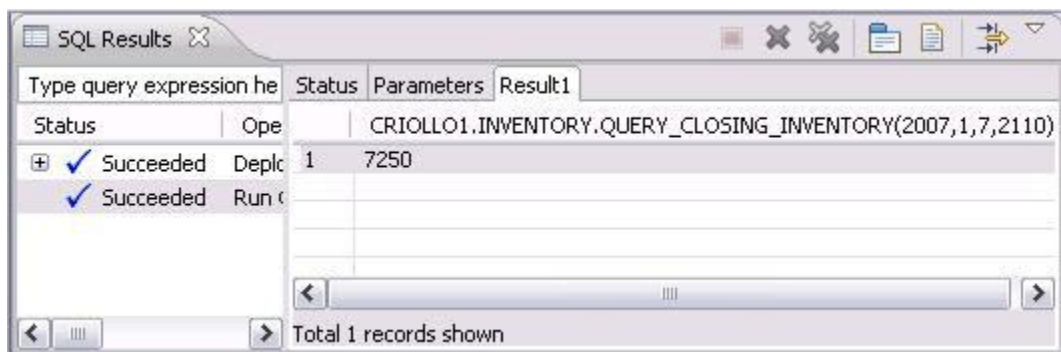 SQL Results
Type query expression he
Status Parameters Result1
Status Ope
CRIOLLO1.INVENTORY.QUERY_CLOSING_INVENTORY(2007,1,7,2110)
Succeeded Deplo
1 7250
Succeeded Run
Total 1 records shown